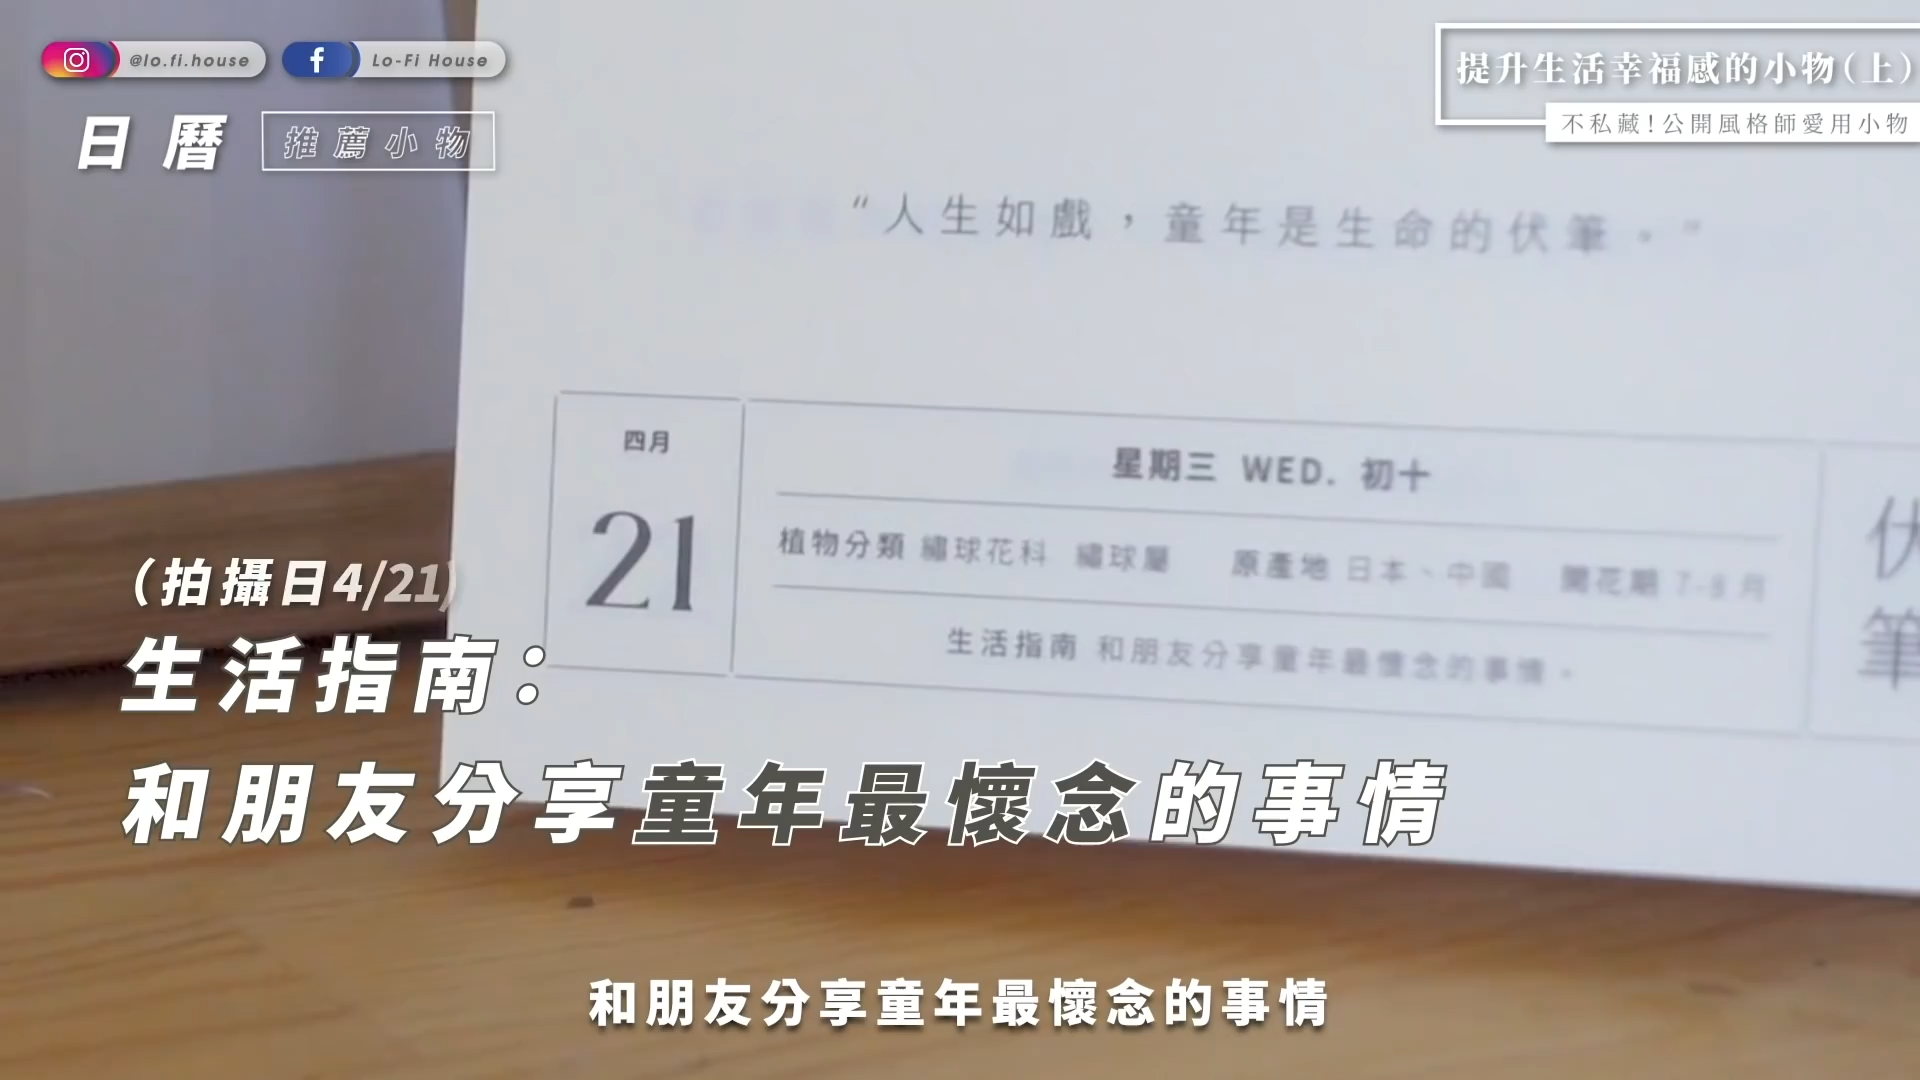 @lo.fi.house
Lo-Fi House
日曆 推薦小物
提升生活幸福感的小物(上)
不私藏!公開風格師愛用小物
“人生如戲，童年是生命的伏筆。”
四月
21
星期三 WED. 初十
植物分類 繡球花科 繡球屬 原產地 日本、中國 開花期 7-8月
生活指南 和朋友分享童年最懷念的事情。
伏筆
(拍攝日4/21)
生活指南：
和朋友分享童年最懷念的事情
和朋友分享童年最懷念的事情